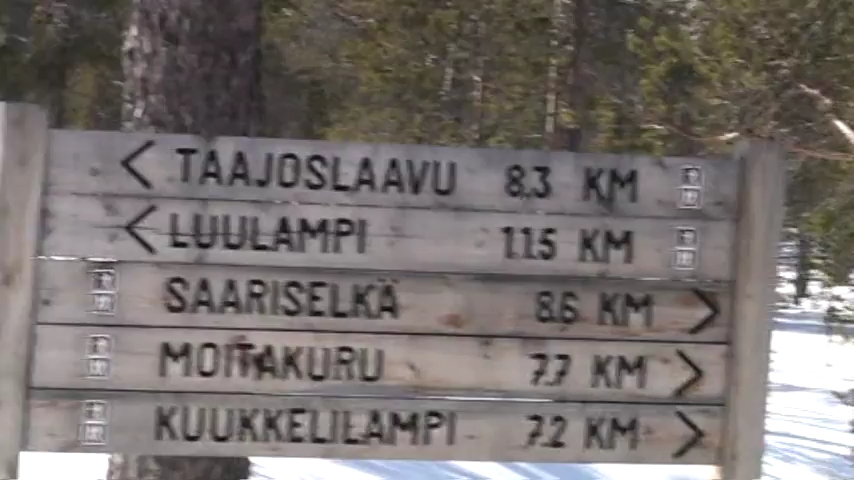 < TAAJOSLAAVU 8.3 KM
< LUULAMPI 11.5 KM
SAARISELKÄ 8.6 KM >
MOITAKURU 7.7 KM >
KUUKKELILAMPI 7.2 KM >